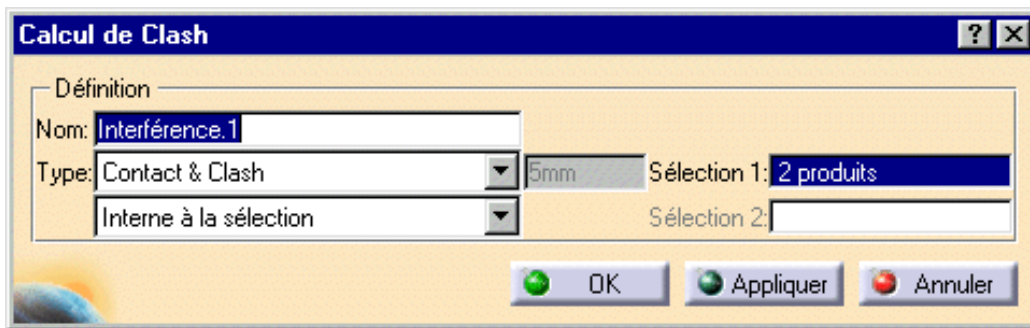 Calcul de Clash
Définition
Nom: Interférence.1
Type: Contact & Clash 5mm Sélection 1: 2 produits
Interne à la sélection Sélection 2:
OK Appliquer Annuler